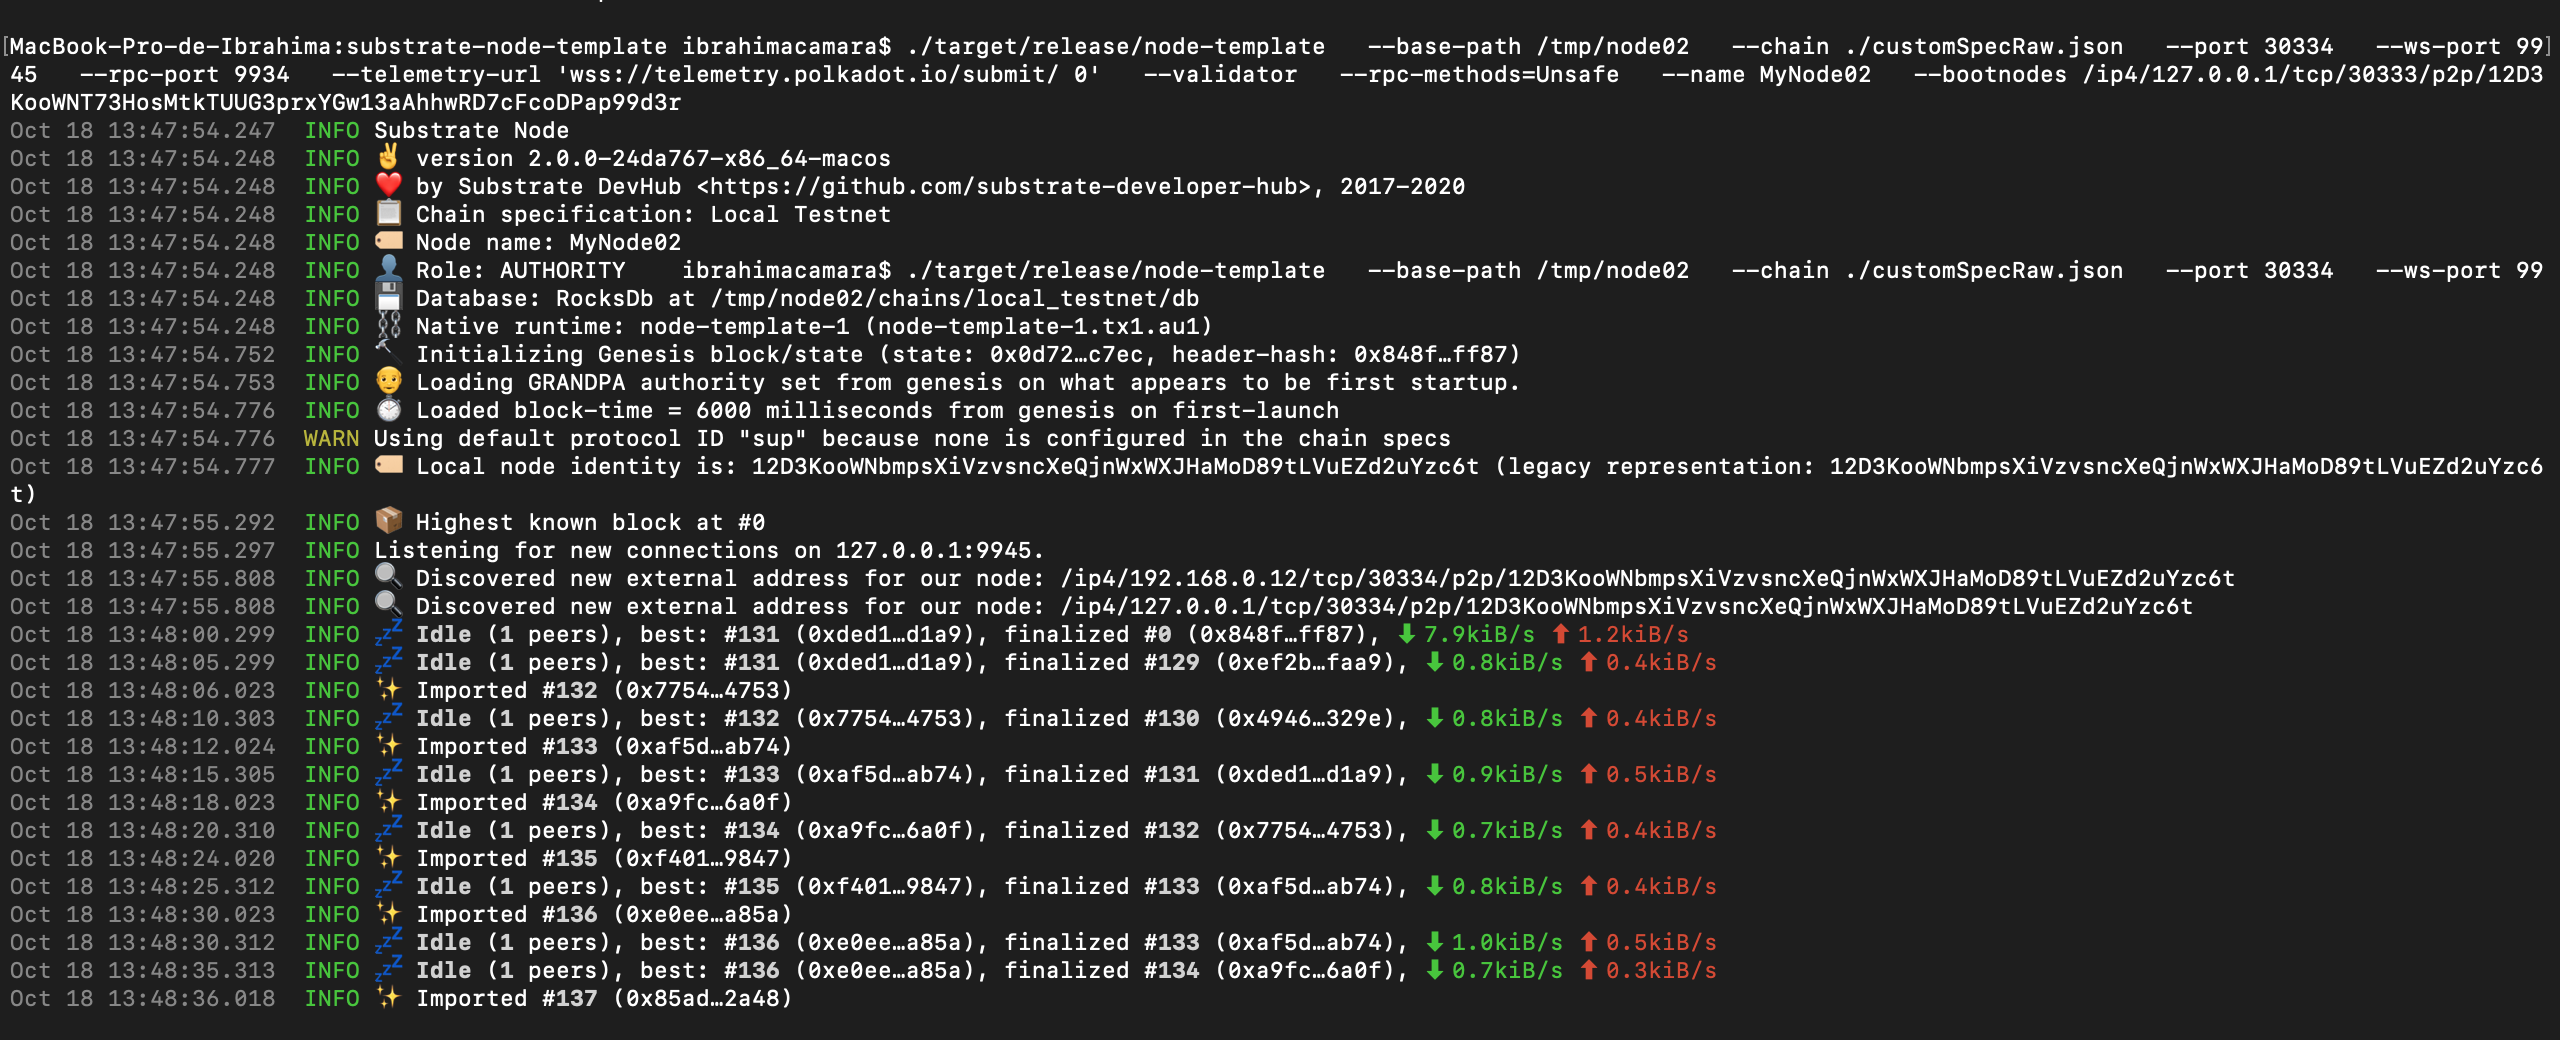 [MacBook-Pro-de-Ibrahima:substrate-node-template ibrahimacamara$ ./target/release/node-template   --base-path /tmp/node02   --chain ./customSpecRaw.json   --port 30334   --ws-port 99]
45   --rpc-port 9934   --telemetry-url 'wss://telemetry.polkadot.io/submit/ 0'   --validator   --rpc-methods=Unsafe   --name MyNode02   --bootnodes /ip4/127.0.0.1/tcp/30333/p2p/12D3
KooWNT73HosMtkTUUG3prxYGw13aAhhwRD7cFcoDPap99d3r
Oct 18 13:47:54.247  INFO Substrate Node
Oct 18 13:47:54.248  INFO ✌️ version 2.0.0-24da767-x86_64-macos
Oct 18 13:47:54.248  INFO ❤️ by Substrate DevHub <https://github.com/substrate-developer-hub>, 2017-2020
Oct 18 13:47:54.248  INFO 📋 Chain specification: Local Testnet
Oct 18 13:47:54.248  INFO 🏷 Node name: MyNode02
Oct 18 13:47:54.248  INFO 👤 Role: AUTHORITY    ibrahimacamara$ ./target/release/node-template   --base-path /tmp/node02   --chain ./customSpecRaw.json   --port 30334   --ws-port 99
Oct 18 13:47:54.248  INFO 💾 Database: RocksDb at /tmp/node02/chains/local_testnet/db
Oct 18 13:47:54.248  INFO ⛓ Native runtime: node-template-1 (node-template-1.tx1.au1)
Oct 18 13:47:54.752  INFO 🔨 Initializing Genesis block/state (state: 0x0d72…c7ec, header-hash: 0x848f…ff87)
Oct 18 13:47:54.753  INFO 👴 Loading GRANDPA authority set from genesis on what appears to be first startup.
Oct 18 13:47:54.776  INFO ⏱ Loaded block-time = 6000 milliseconds from genesis on first-launch
Oct 18 13:47:54.776  WARN Using default protocol ID "sup" because none is configured in the chain specs
Oct 18 13:47:54.777  INFO 🏷 Local node identity is: 12D3KooWNbmpsXiVzvsncXeQjnWxWXJHaMoD89tLVuEZd2uYzc6t (legacy representation: 12D3KooWNbmpsXiVzvsncXeQjnWxWXJHaMoD89tLVuEZd2uYzc6
t)
Oct 18 13:47:55.292  INFO 📦 Highest known block at #0
Oct 18 13:47:55.297  INFO Listening for new connections on 127.0.0.1:9945.
Oct 18 13:47:55.808  INFO 🔍 Discovered new external address for our node: /ip4/192.168.0.12/tcp/30334/p2p/12D3KooWNbmpsXiVzvsncXeQjnWxWXJHaMoD89tLVuEZd2uYzc6t
Oct 18 13:47:55.808  INFO 🔍 Discovered new external address for our node: /ip4/127.0.0.1/tcp/30334/p2p/12D3KooWNbmpsXiVzvsncXeQjnWxWXJHaMoD89tLVuEZd2uYzc6t
Oct 18 13:48:00.299  INFO 💤 Idle (1 peers), best: #131 (0xded1…d1a9), finalized #0 (0x848f…ff87), ⬇ 7.9kiB/s ⬆ 1.2kiB/s
Oct 18 13:48:05.299  INFO 💤 Idle (1 peers), best: #131 (0xded1…d1a9), finalized #129 (0xef2b…faa9), ⬇ 0.8kiB/s ⬆ 0.4kiB/s
Oct 18 13:48:06.023  INFO ✨ Imported #132 (0x7754…4753)
Oct 18 13:48:10.303  INFO 💤 Idle (1 peers), best: #132 (0x7754…4753), finalized #130 (0x4946…329e), ⬇ 0.8kiB/s ⬆ 0.4kiB/s
Oct 18 13:48:12.024  INFO ✨ Imported #133 (0xaf5d…ab74)
Oct 18 13:48:15.305  INFO 💤 Idle (1 peers), best: #133 (0xaf5d…ab74), finalized #131 (0xded1…d1a9), ⬇ 0.9kiB/s ⬆ 0.5kiB/s
Oct 18 13:48:18.023  INFO ✨ Imported #134 (0xa9fc…6a0f)
Oct 18 13:48:20.310  INFO 💤 Idle (1 peers), best: #134 (0xa9fc…6a0f), finalized #132 (0x7754…4753), ⬇ 0.7kiB/s ⬆ 0.4kiB/s
Oct 18 13:48:24.020  INFO ✨ Imported #135 (0xf401…9847)
Oct 18 13:48:25.312  INFO 💤 Idle (1 peers), best: #135 (0xf401…9847), finalized #133 (0xaf5d…ab74), ⬇ 0.8kiB/s ⬆ 0.4kiB/s
Oct 18 13:48:30.023  INFO ✨ Imported #136 (0xe0ee…a85a)
Oct 18 13:48:30.312  INFO 💤 Idle (1 peers), best: #136 (0xe0ee…a85a), finalized #133 (0xaf5d…ab74), ⬇ 1.0kiB/s ⬆ 0.5kiB/s
Oct 18 13:48:35.313  INFO 💤 Idle (1 peers), best: #136 (0xe0ee…a85a), finalized #134 (0xa9fc…6a0f), ⬇ 0.7kiB/s ⬆ 0.3kiB/s
Oct 18 13:48:36.018  INFO ✨ Imported #137 (0x85ad…2a48)